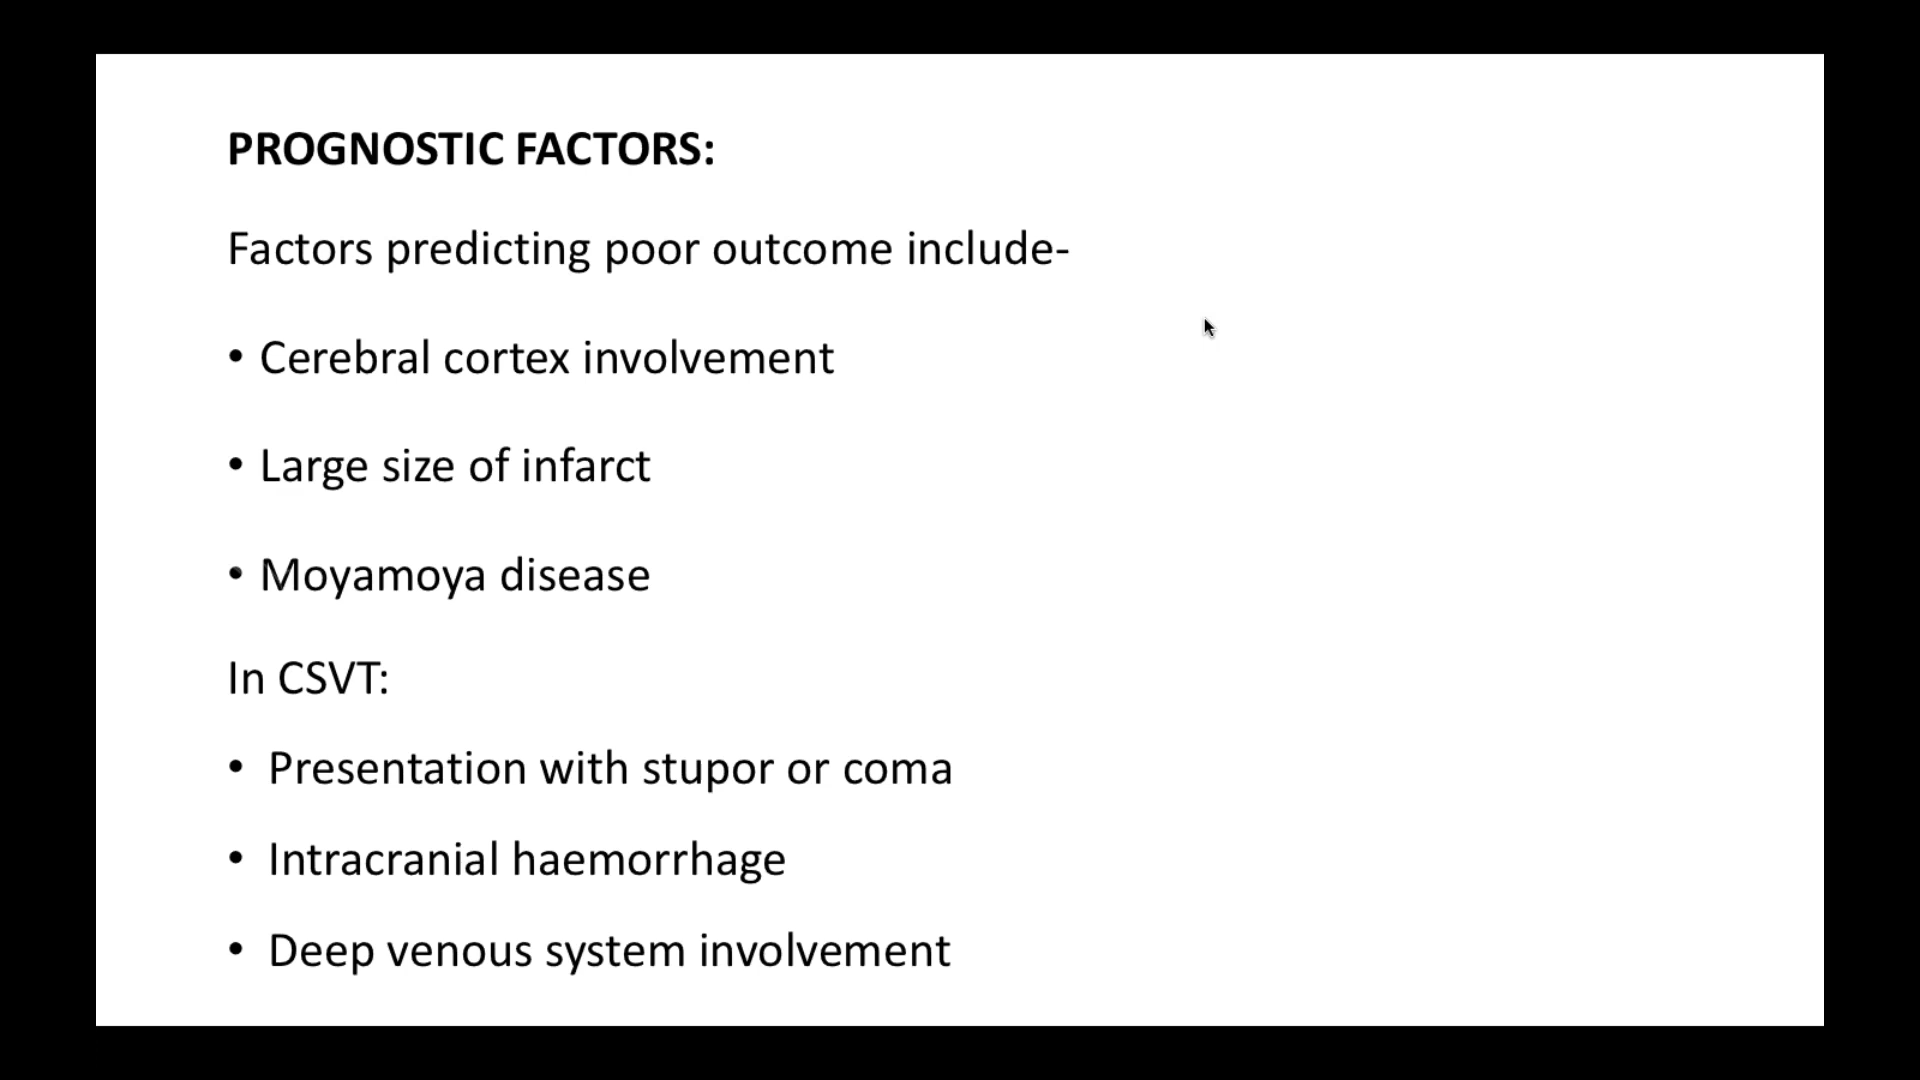 PROGNOSTIC FACTORS:
Factors predicting poor outcome include-
• Cerebral cortex involvement
• Large size of infarct
• Moyamoya disease
In CSVT:
• Presentation with stupor or coma
• Intracranial haemorrhage
• Deep venous system involvement